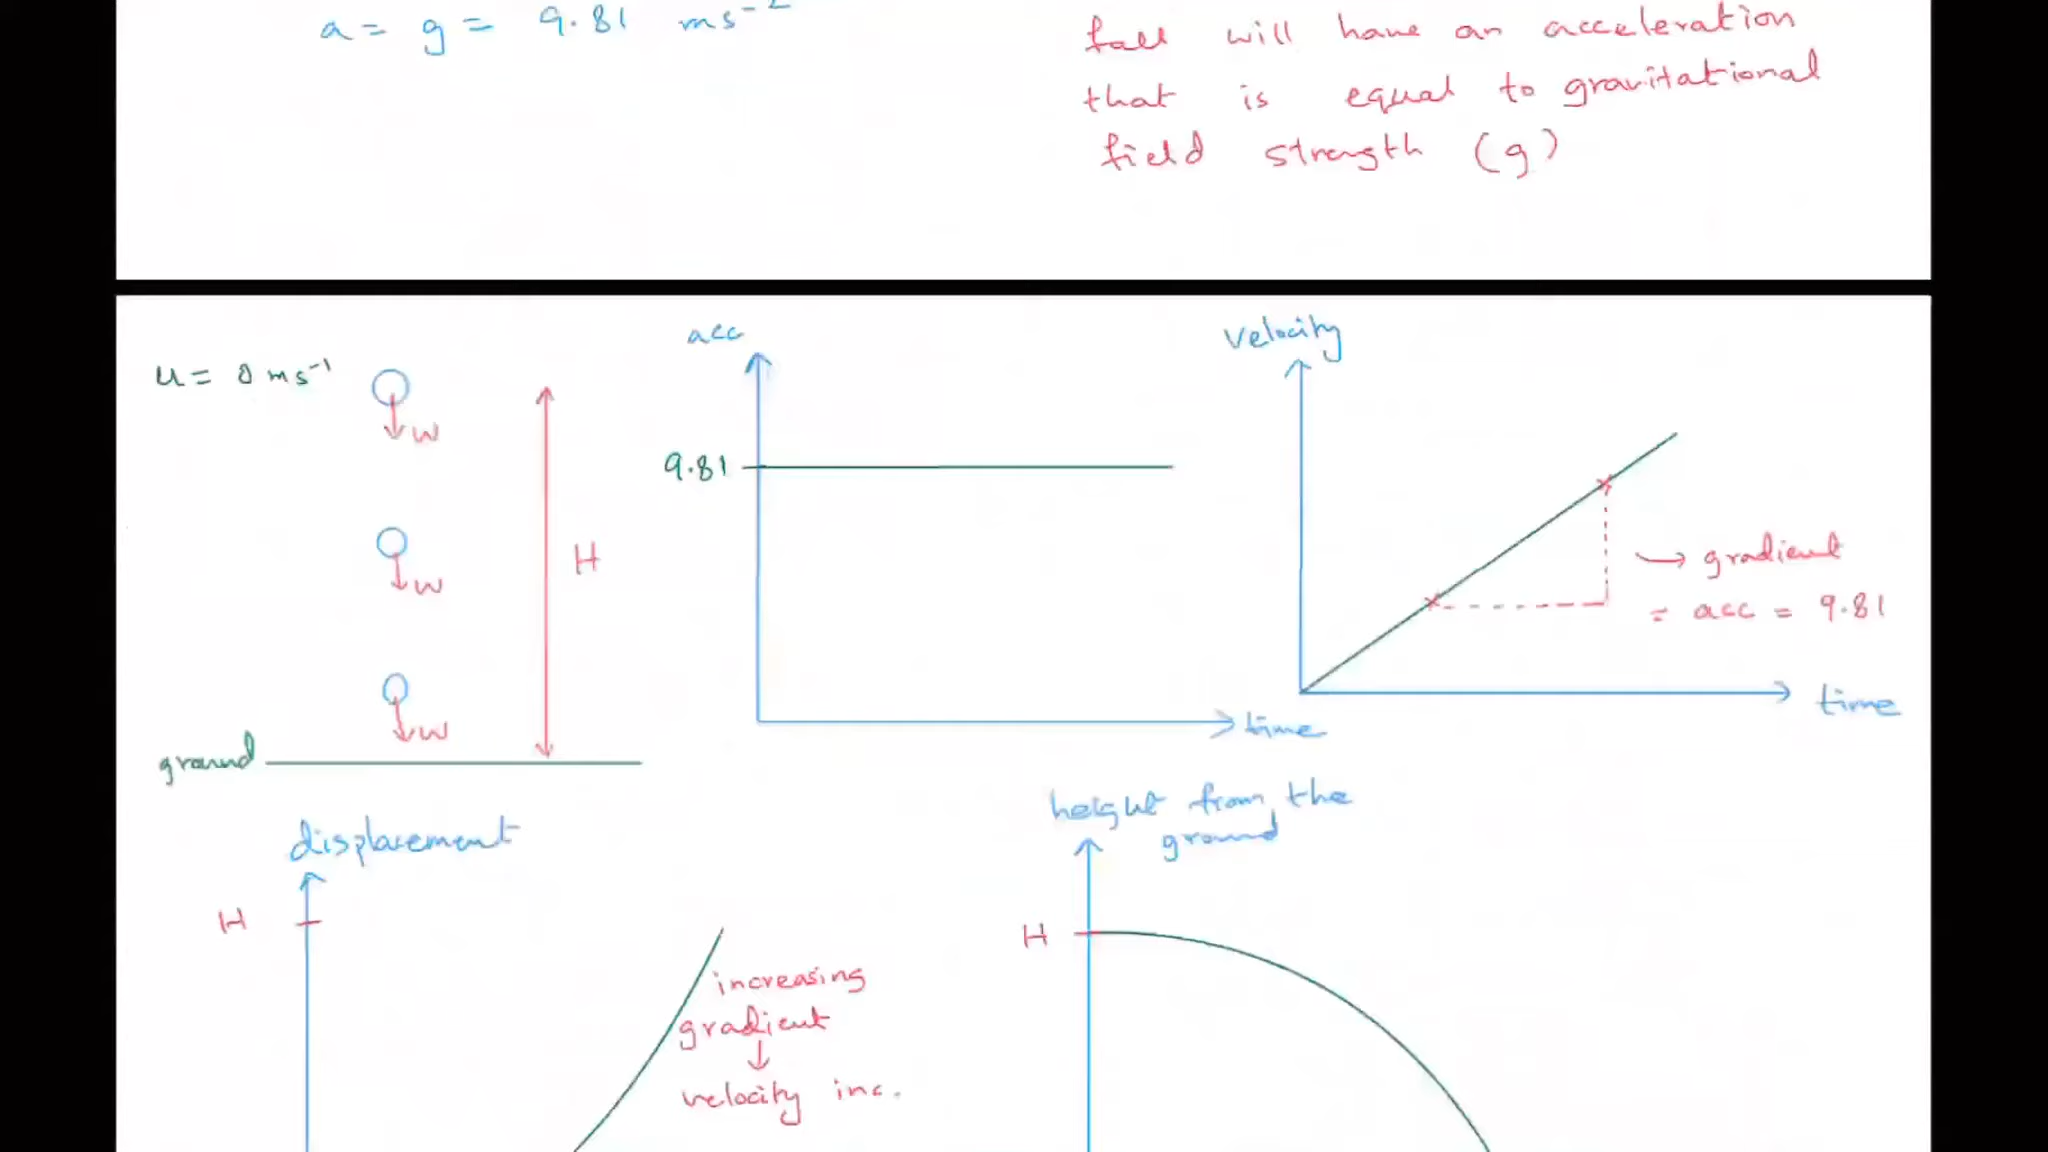 a = g = 9.81 ms⁻²
fall will have an acceleration
that is equal to gravitational
field strength (g)
u = 0 ms⁻¹
W
W
W
H
ground
acc
9.81
time
velocity
→ gradient
= acc = 9.81
time
displacement
H
increasing
gradient
↓
velocity inc.
height from the
ground
H